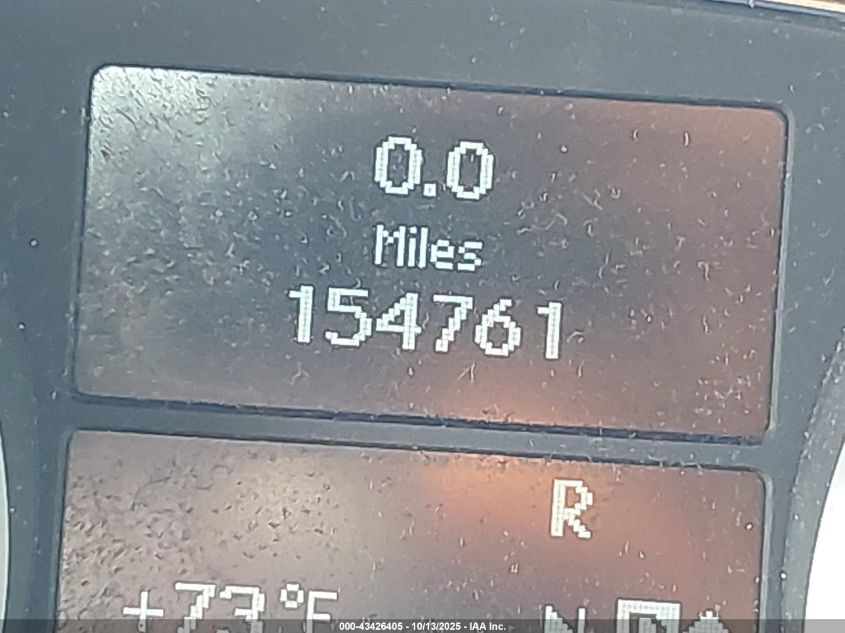 0.0
Miles
154761
R
+73°F N P
000-43426405 - 10/13/2025 - IAA Inc.